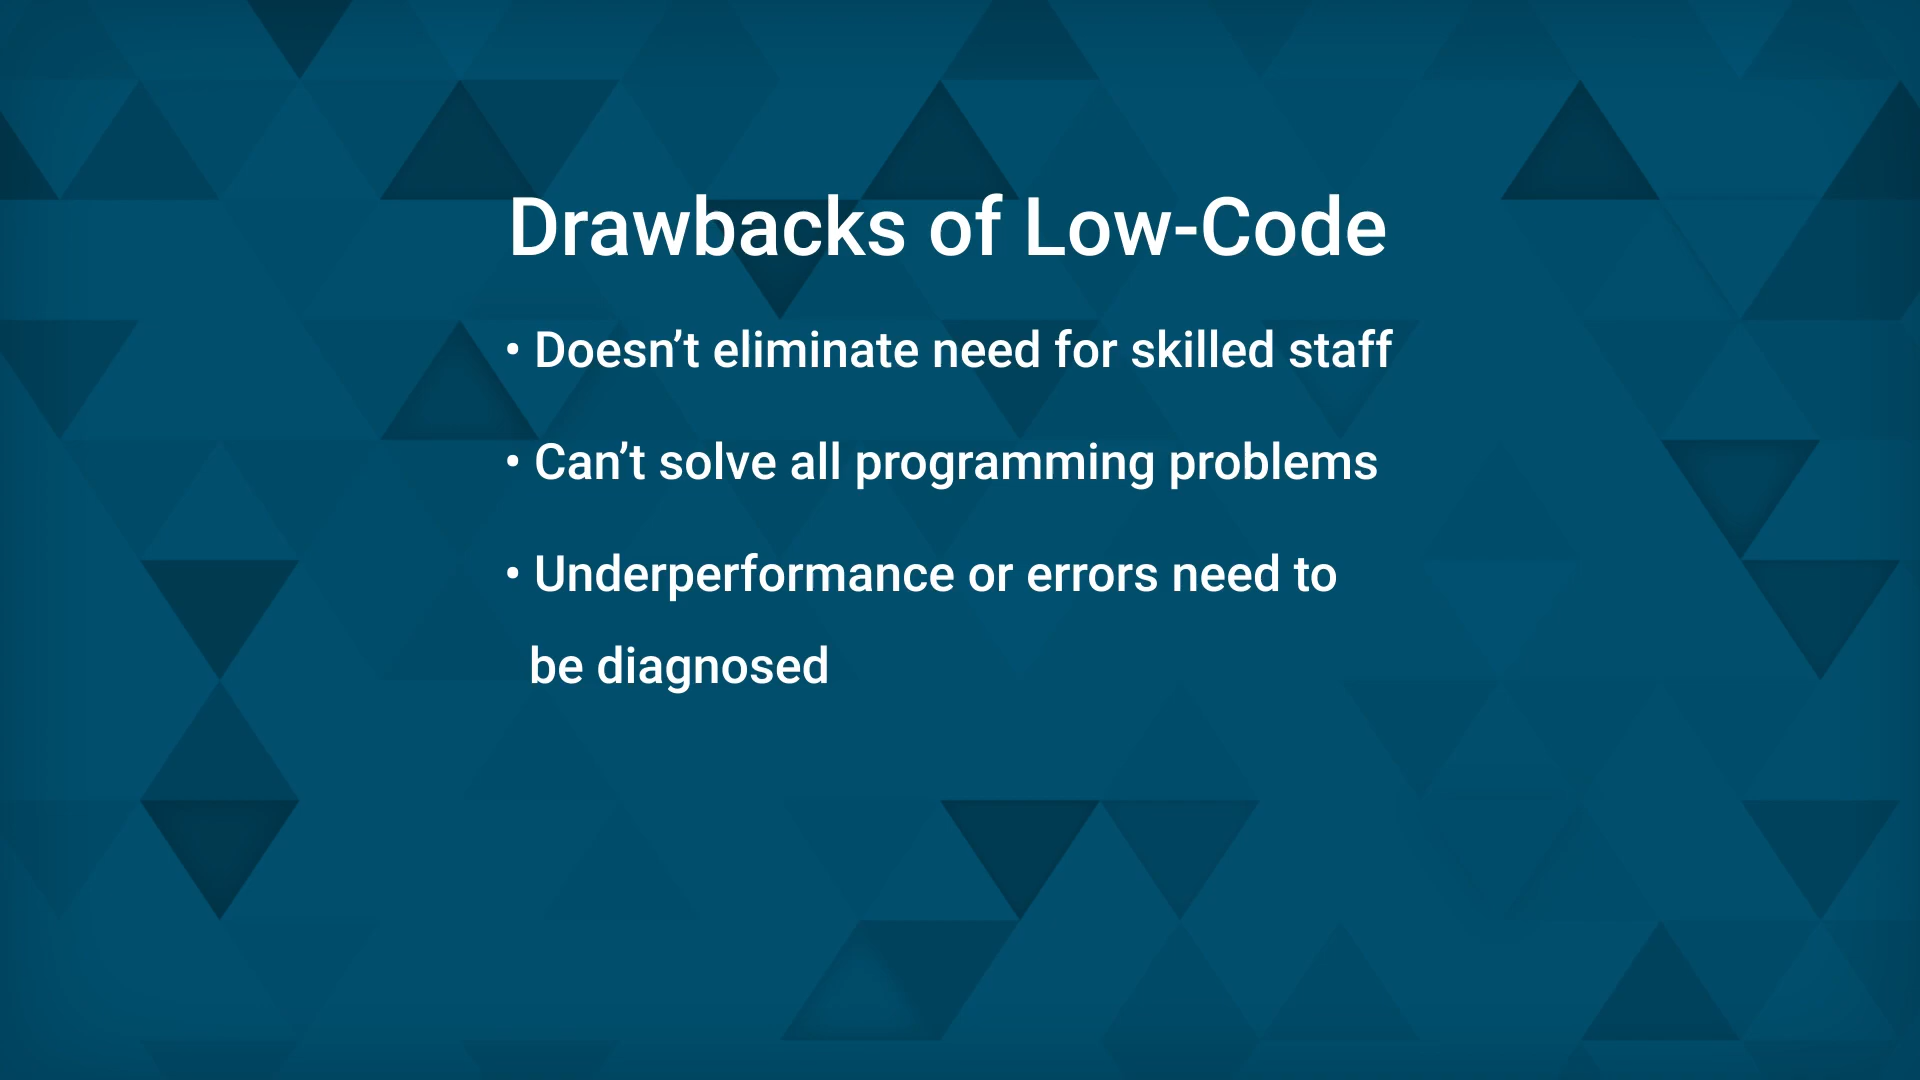 Drawbacks of Low-Code
• Doesn’t eliminate need for skilled staff
• Can’t solve all programming problems
• Underperformance or errors need to
be diagnosed